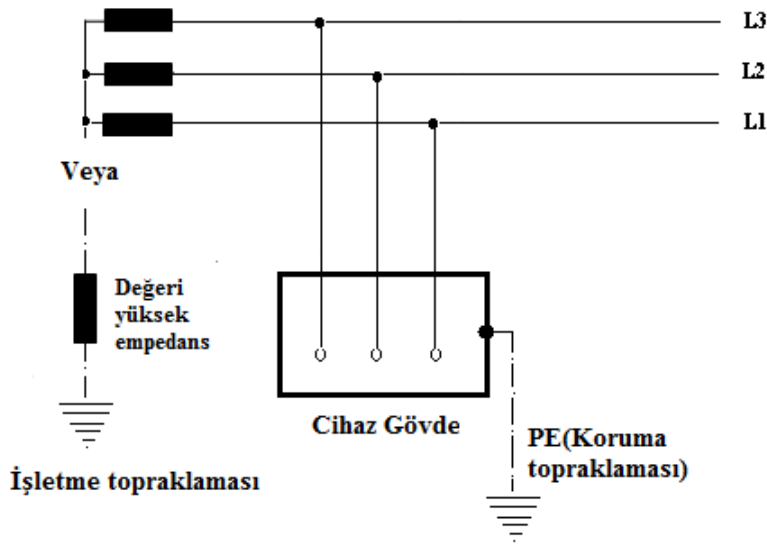 L3
L2
L1
Veya
Değeri
yüksek
empedans
Cihaz Gövde
PE(Koruma
topraklaması)
İşletme topraklaması